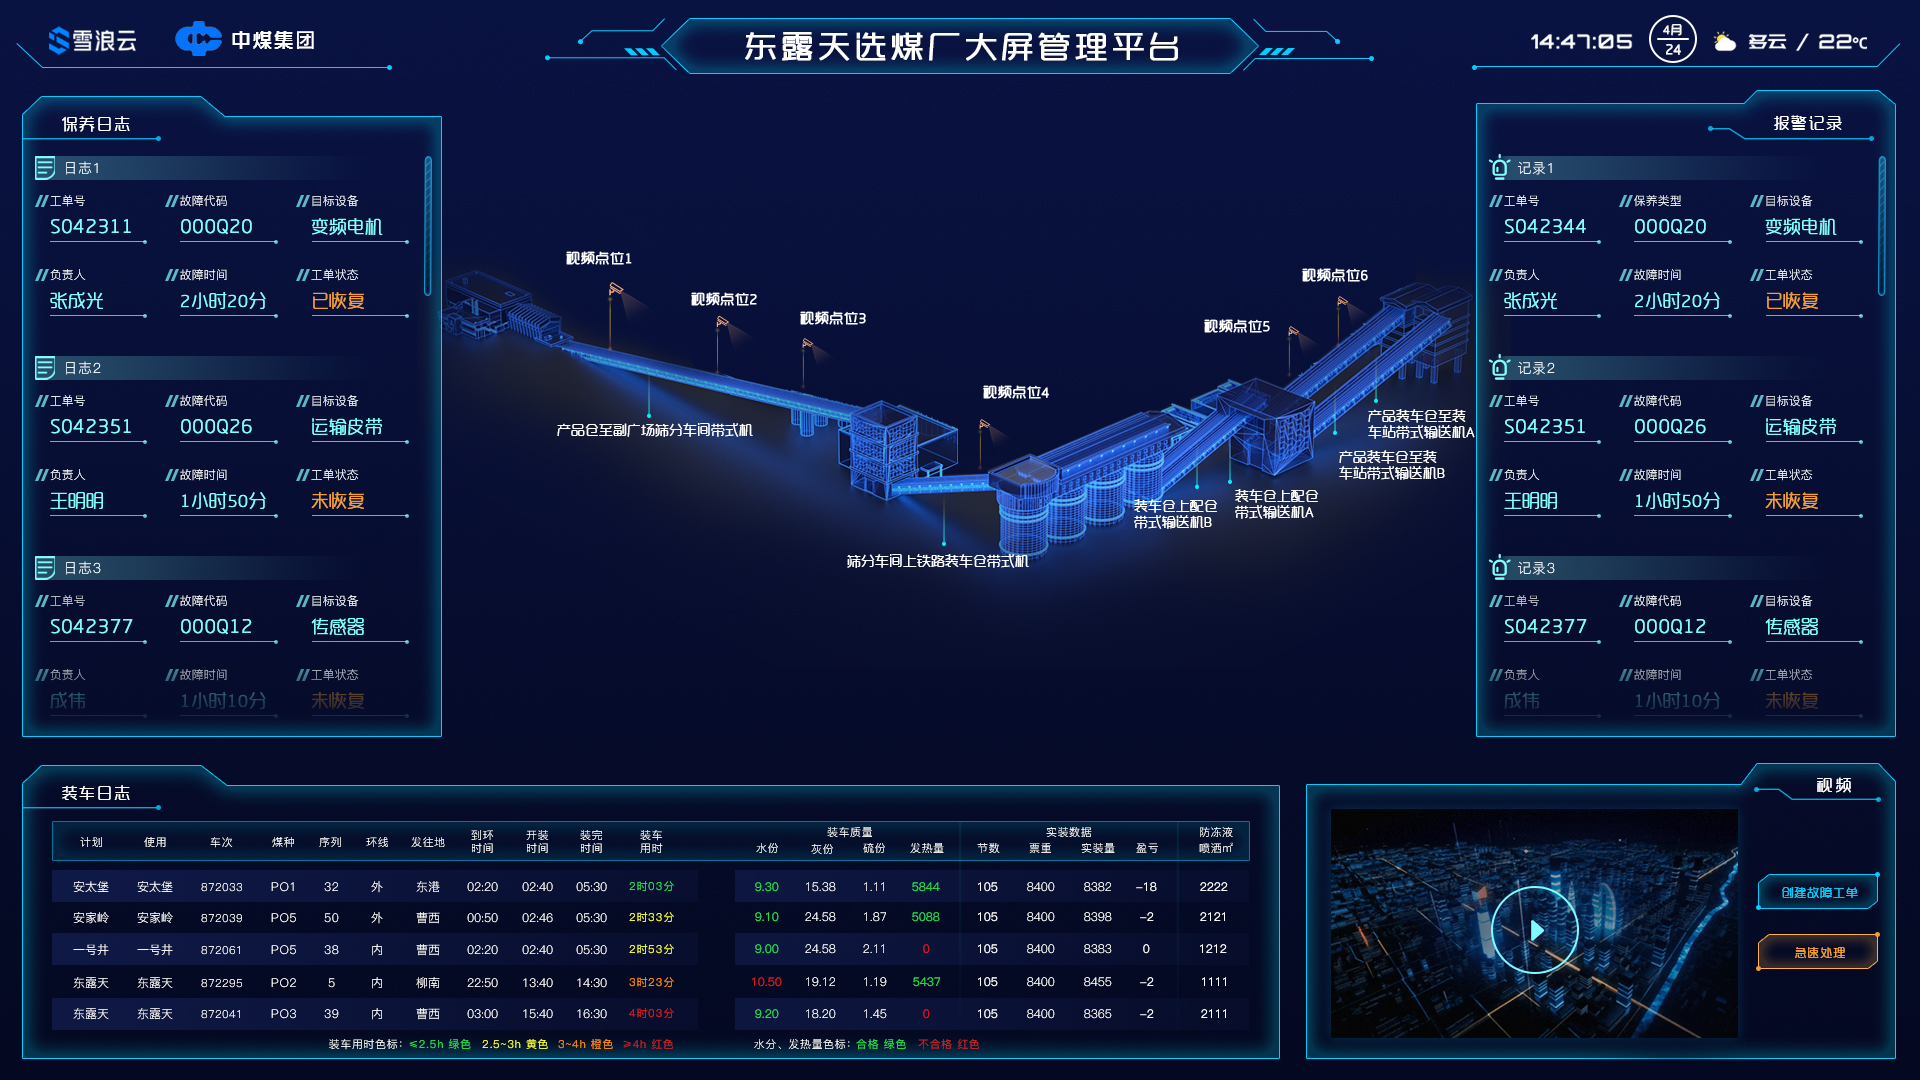 雪浪云
中煤集团
东露天选煤厂大屏管理平台
14:47:05
4月
24
多云 / 22℃
保养日志
日志1
工单号 故障代码 目标设备
S042311 000Q20 变频电机
负责人 故障时间 工单状态
张成光 2小时20分 已恢复
日志2
工单号 故障代码 目标设备
S042351 000Q26 运输皮带
负责人 故障时间 工单状态
王明明 1小时50分 未恢复
日志3
工单号 故障代码 目标设备
S042377 000Q12 传感器
负责人 故障时间 工单状态
成伟 1小时10分 未恢复
视频点位1
视频点位2
视频点位3
视频点位4
视频点位5
视频点位6
产品仓至副广场筛分车间带式机
筛分车间上铁路装车仓带式机
装车仓上配仓
带式输送机B
装车仓上配仓
带式输送机A
产品装车仓至装
车站带式输送机A
产品装车仓至装
车站带式输送机B
报警记录
记录1
工单号 保养类型 目标设备
S042344 000Q20 变频电机
负责人 故障时间 工单状态
张成光 2小时20分 已恢复
记录2
工单号 故障代码 目标设备
S042351 000Q26 运输皮带
负责人 故障时间 工单状态
王明明 1小时50分 未恢复
记录3
工单号 故障代码 目标设备
S042377 000Q12 传感器
负责人 故障时间 工单状态
成伟 1小时10分 未恢复
装车日志
到环 开装 装完 装车 装车质量 实装数据 防冻液
计划 使用 车次 煤种 序列 环线 发往地 时间 时间 时间 用时 水份 灰份 硫份 发热量 节数 票重 实装量 盈亏 喷洒㎡
安太堡 安太堡 872033 PO1 32 外 东港 02:20 02:40 05:30 2时03分 9.30 15.38 1.11 5844 105 8400 8382 −18 2222
安家岭 安家岭 872039 PO5 50 外 曹西 00:50 02:46 05:30 2时33分 9.10 24.58 1.87 5088 105 8400 8398 −2 2121
一号井 一号井 872061 PO5 38 内 曹西 02:20 02:40 05:30 2时53分 9.00 24.58 2.11 0 105 8400 8383 0 1212
东露天 东露天 872295 PO2 5 内 柳南 22:50 13:40 14:30 3时23分 10.50 19.12 1.19 5437 105 8400 8455 −2 1111
东露天 东露天 872041 PO3 39 内 曹西 03:00 15:40 16:30 4时03分 9.20 18.20 1.45 0 105 8400 8365 −2 2111
装车用时色标: ≤2.5h 绿色 2.5~3h 黄色 3~4h 橙色 ≥4h 红色
水分、发热量色标: 合格 绿色 不合格 红色
视频
创建故障工单
急速处理